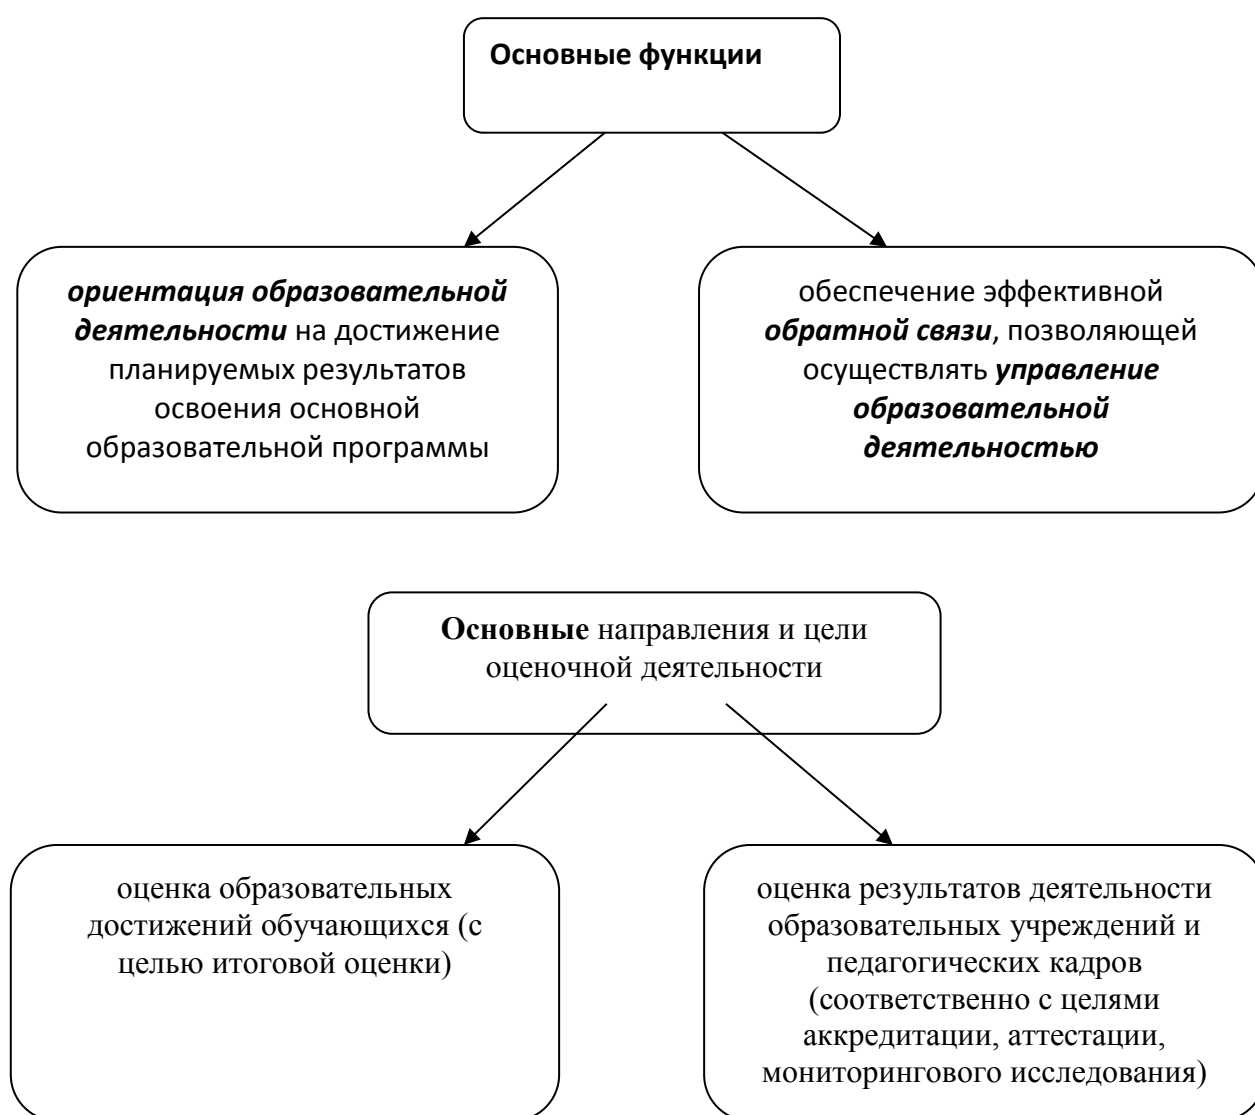 Основные функции
ориентация образовательной
деятельности на достижение
планируемых результатов
освоения основной
образовательной программы
обеспечение эффективной
обратной связи, позволяющей
осуществлять управление
образовательной
деятельностью
Основные направления и цели
оценочной деятельности
оценка образовательных
достижений обучающихся (с
целью итоговой оценки)
оценка результатов деятельности
образовательных учреждений и
педагогических кадров
(соответственно с целями
аккредитации, аттестации,
мониторингового исследования)